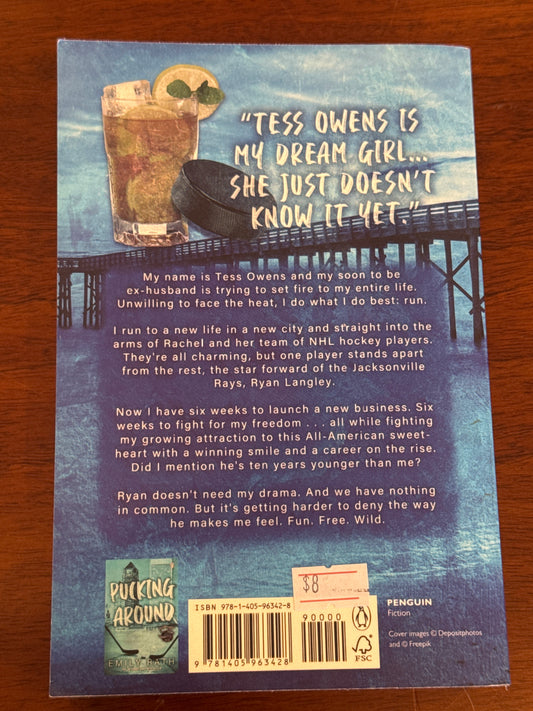 "TESS OWENS IS
MY DREAM GIRL...
SHE JUST DOESN'T
KNOW IT YET."
My name is Tess Owens and my soon to be
ex-husband is trying to set fire to my entire life.
Unwilling to face the heat, I do what I do best: run.
I run to a new life in a new city and straight into the
arms of Rachel and her team of NHL hockey players.
They're all charming, but one player stands apart
from the rest, the star forward of the Jacksonville
Rays, Ryan Langley.
Now I have six weeks to launch a new business. Six
weeks to fight for my freedom . . . all while fighting
my growing attraction to this All-American sweet-
heart with a winning smile and a career on the rise.
Did I mention he's ten years younger than me?
Ryan doesn't need my drama. And we have nothing
in common. But it's getting harder to deny the way
he makes me feel. Fun. Free. Wild.
PUCKING
AROUND
EMILY RATH
ISBN 978-1-405-96342-8
$8
90000
9 781405 963428
FSC
PENGUIN
Fiction
Cover images © Depositphotos
and © Freepik